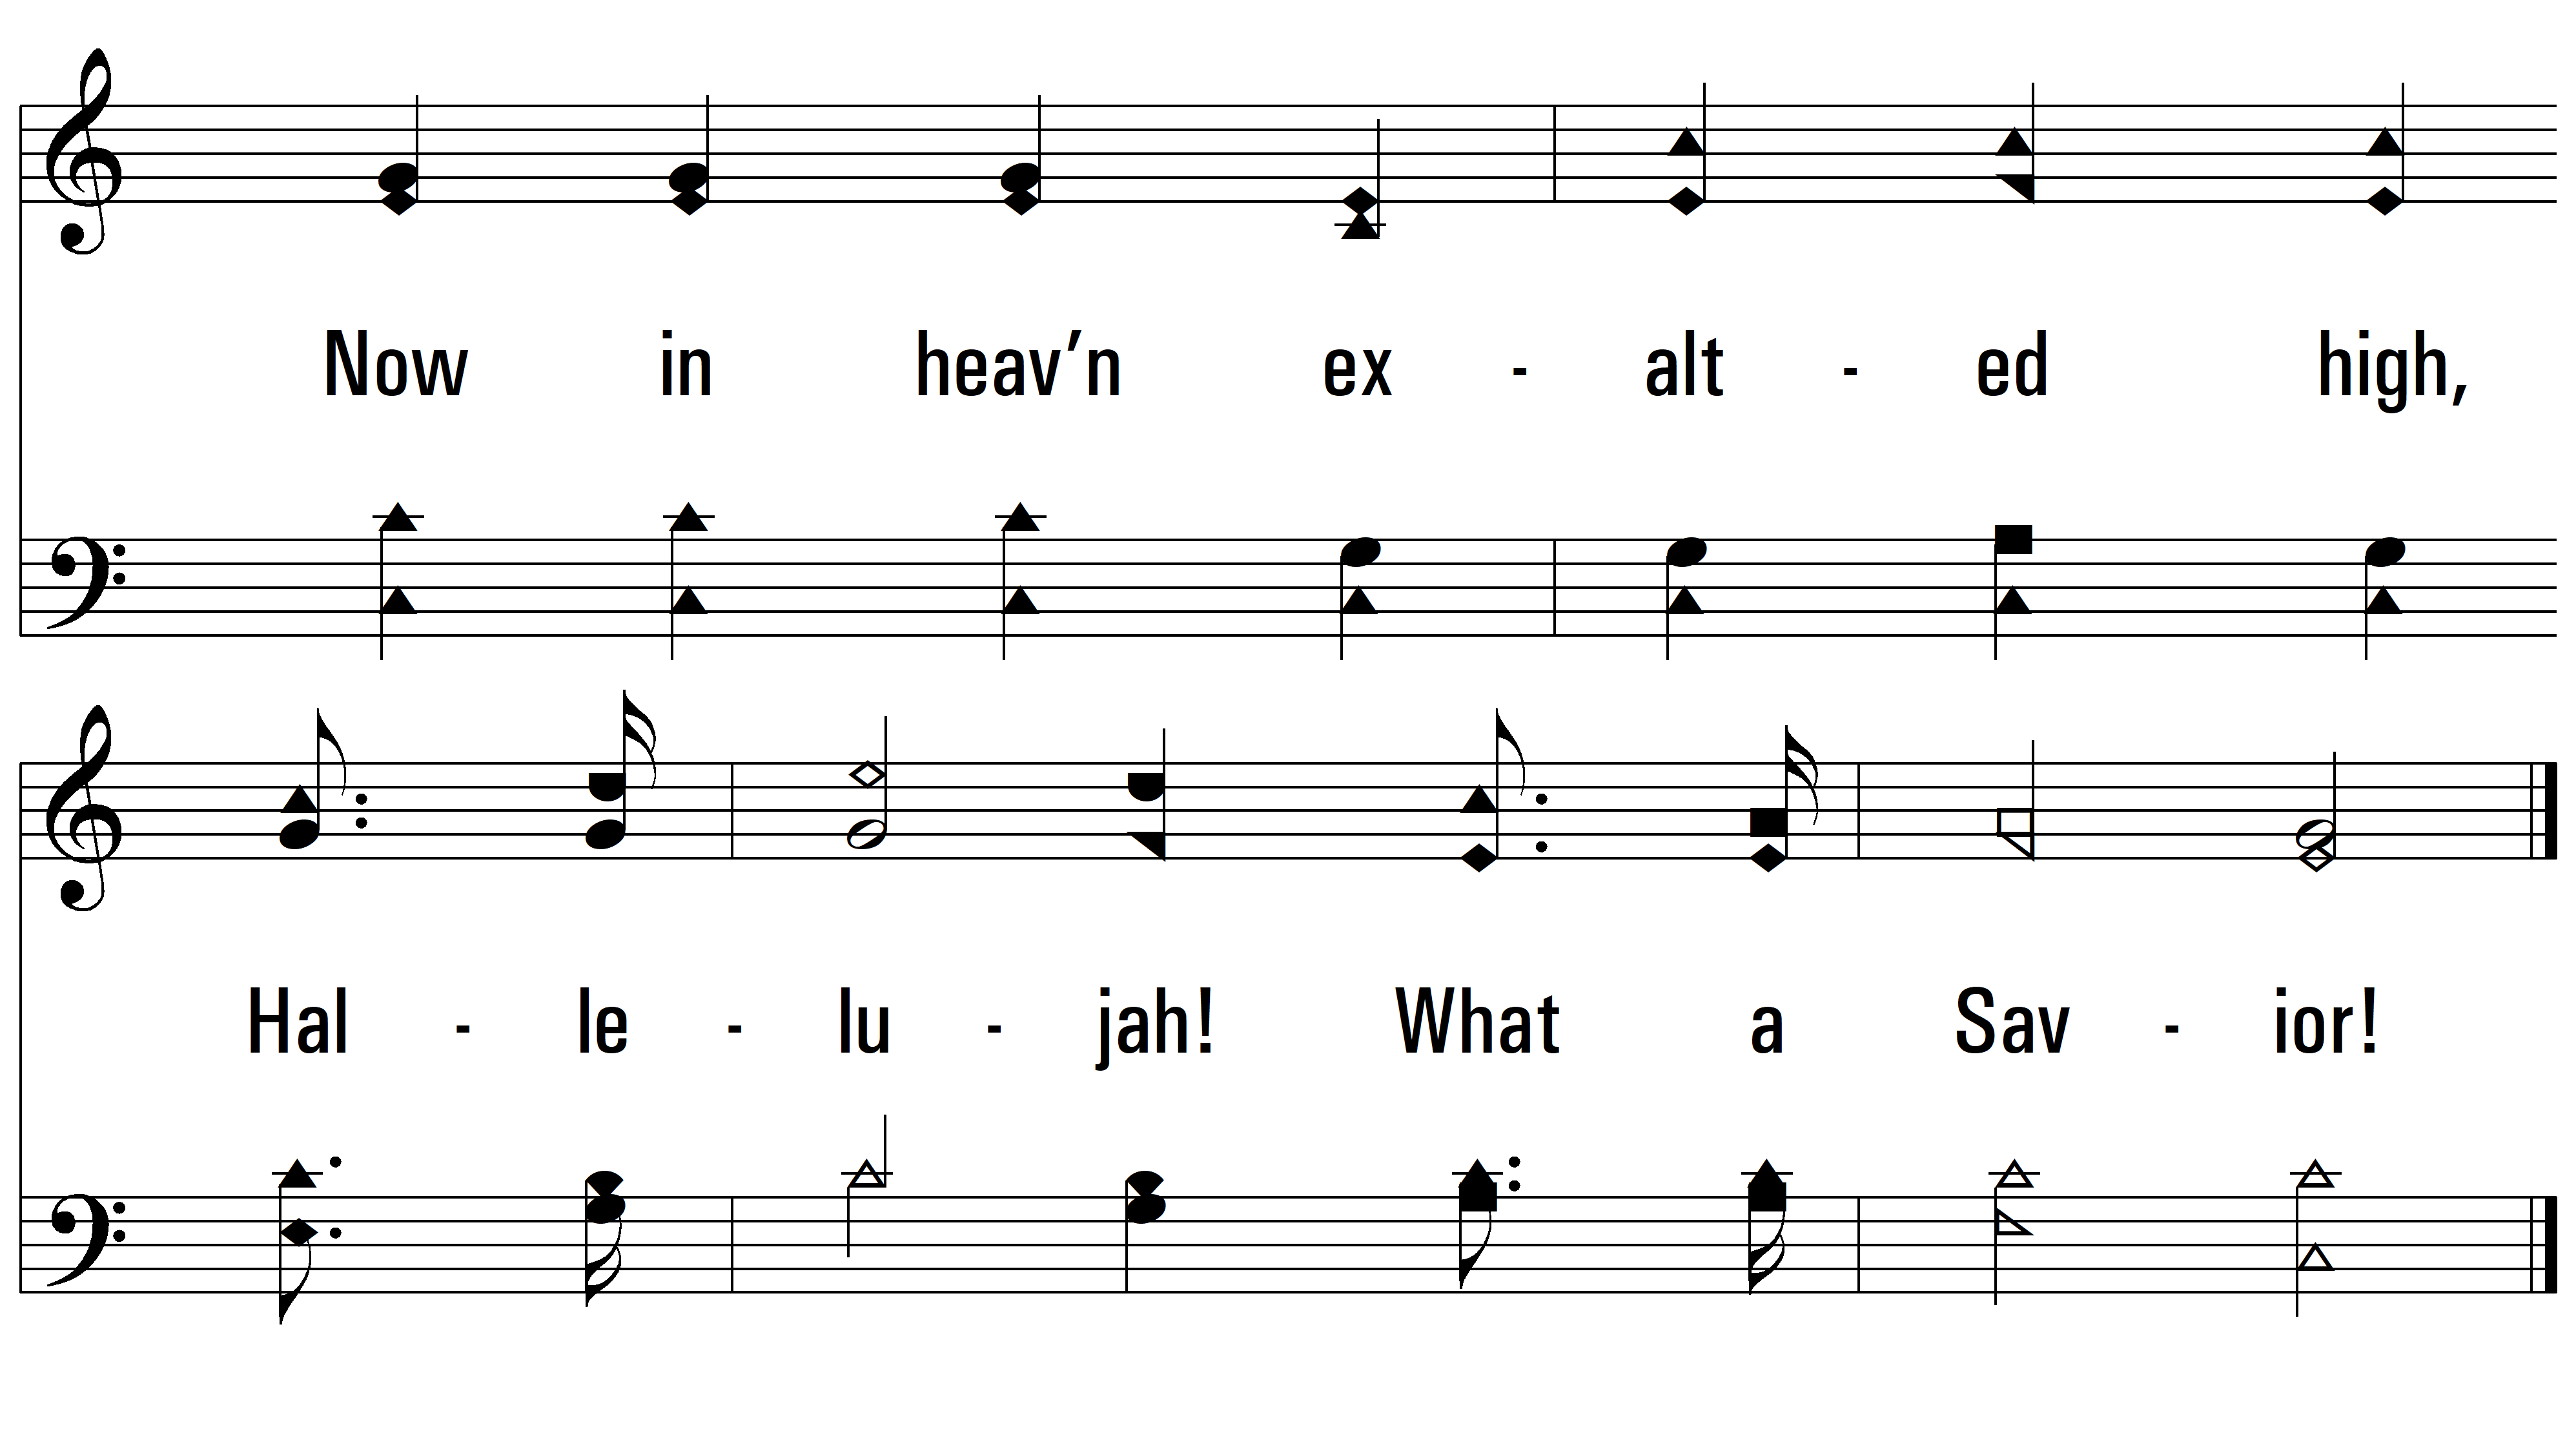 Now in heav’n ex - alt - ed high,
Hal - le - lu - jah! What a Sav - ior!